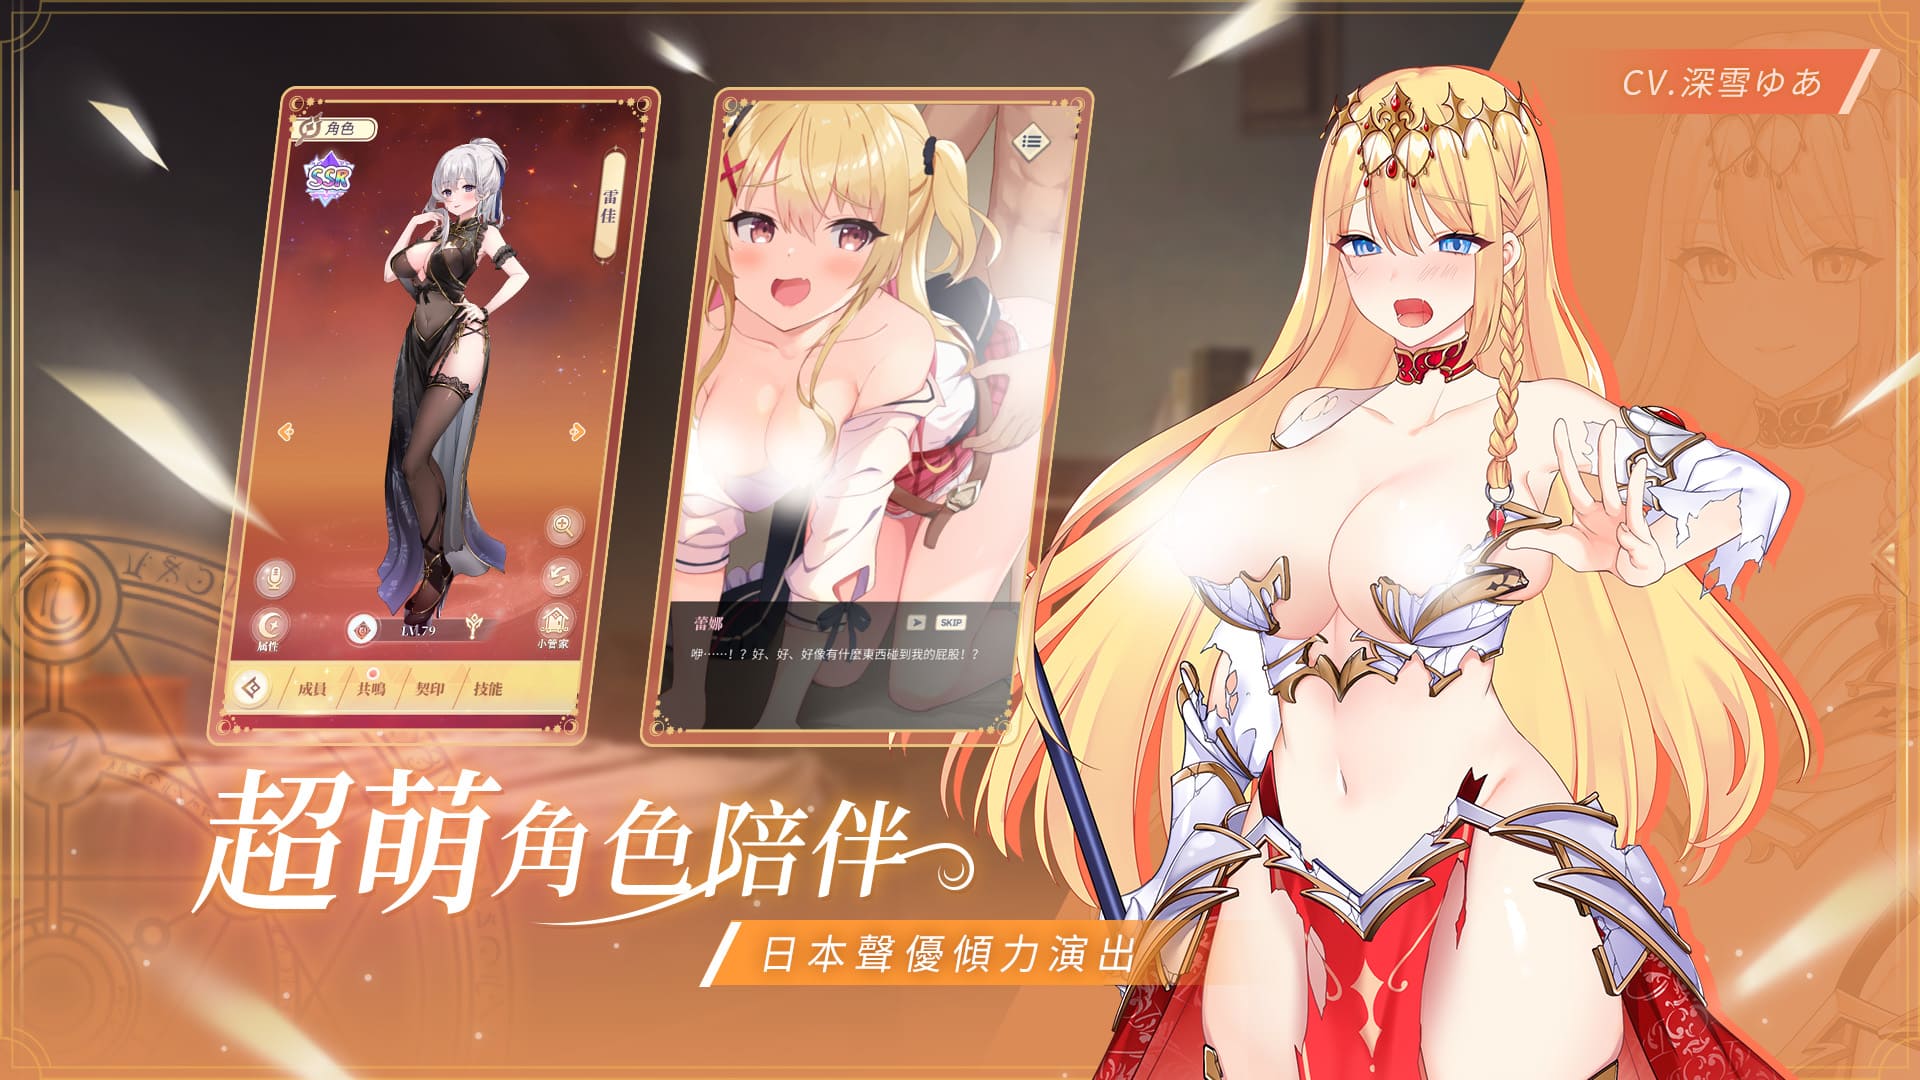 CV.深雪ゆあ
角色
SSR
雷佳
属性
LV.79
小管家
成員
共鳴
契印
技能
蕾娜
SKIP
咿……！？好、好、好像有什麼東西碰到我的屁股！？
超萌角色陪伴
日本聲優傾力演出